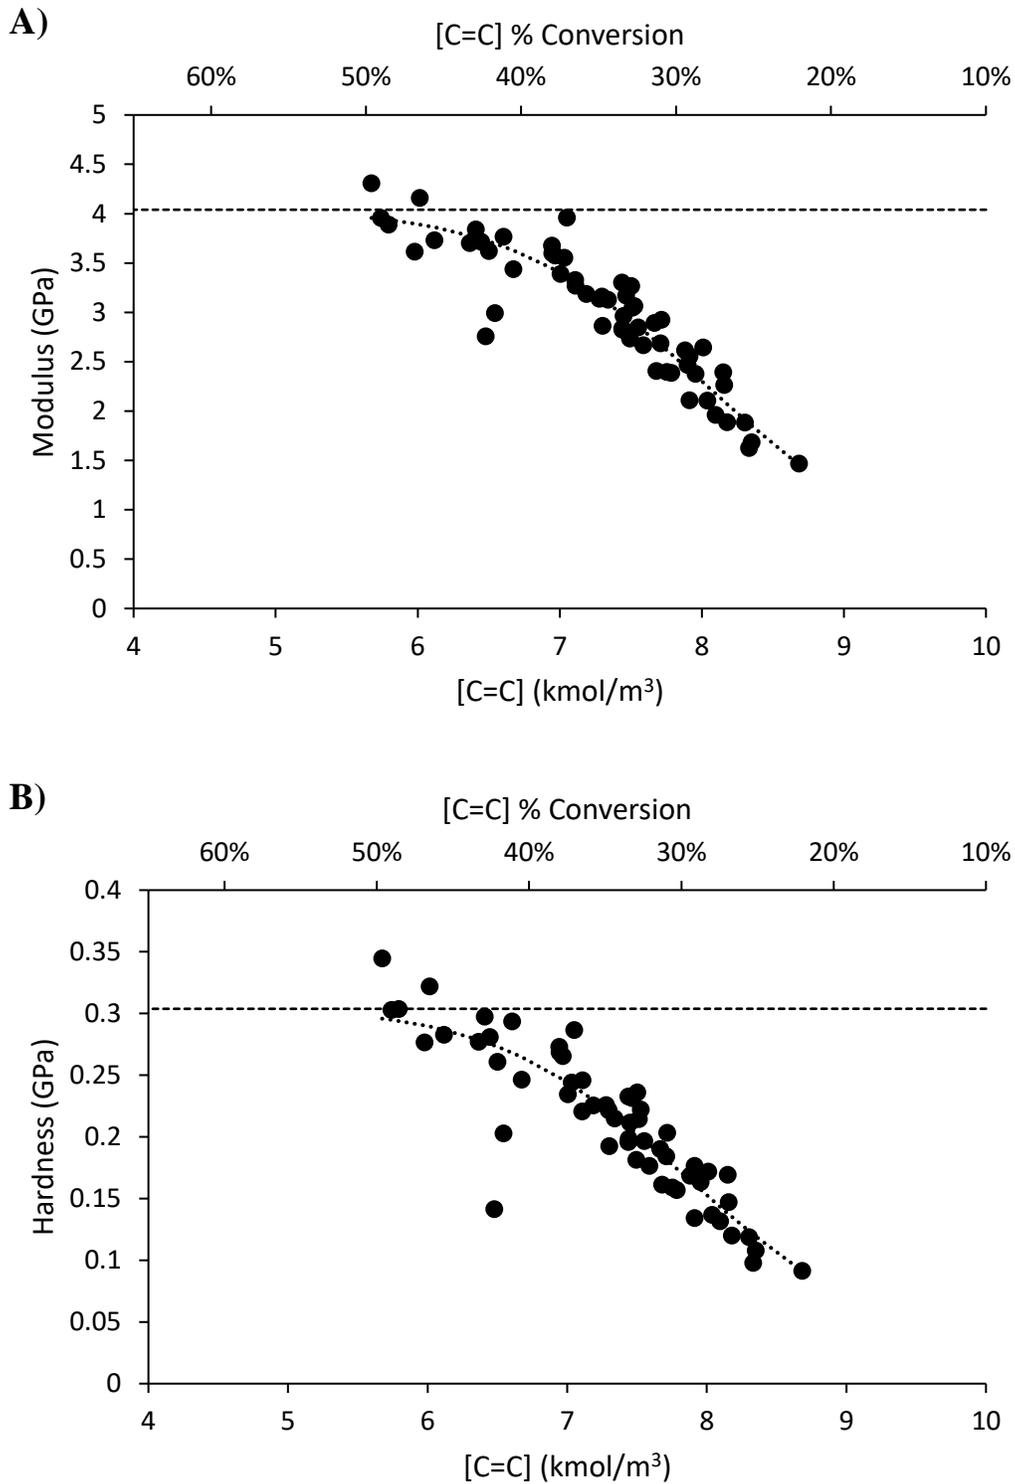 A)
[C=C] % Conversion
60% 50% 40% 30% 20% 10%
5
4.5
4
3.5
3
2.5
2
1.5
1
0.5
0
Modulus (GPa)
4 5 6 7 8 9 10
[C=C] (kmol/m³)
B)
[C=C] % Conversion
60% 50% 40% 30% 20% 10%
0.4
0.35
0.3
0.25
0.2
0.15
0.1
0.05
0
Hardness (GPa)
4 5 6 7 8 9 10
[C=C] (kmol/m³)